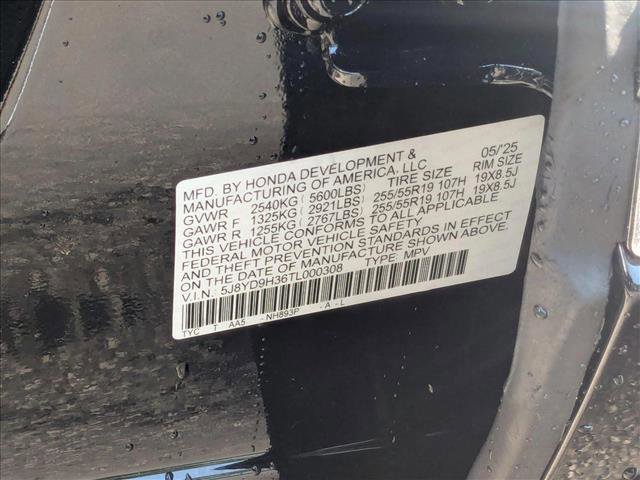 MFD. BY HONDA DEVELOPMENT & 05/'25
MANUFACTURING OF AMERICA, LLC
GVWR 2540KG( 5600LBS) TIRE SIZE RIM SIZE
GAWR F 1325KG( 2921LBS) 255/55R19 107H 19X8.5J
GAWR R 1255KG( 2767LBS) 255/55R19 107H 19X8.5J
THIS VEHICLE CONFORMS TO ALL APPLICABLE
FEDERAL MOTOR VEHICLE SAFETY, BUMPER,
AND THEFT PREVENTION STANDARDS IN EFFECT
ON THE DATE OF MANUFACTURE SHOWN ABOVE.
V.I.N.: 5J8YD9H36TL000308 TYPE: MPV
TYC T AA5 -NH893P -A-L